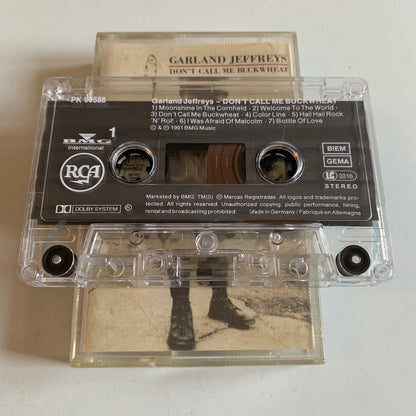 GARLAND JEFFREYS
DON'T CALL ME BUCKWHEAT
PK 90588
Garland Jeffreys – DON'T CALL ME BUCKWHEAT
1) Moonshine In The Cornfield · 2) Welcome To The World ·
3) Don't Call Me Buckwheat · 4) Color Line · 5) Hail Hail Rock
'N' Roll · 6) I Was Afraid Of Malcolm · 7) Bottle Of Love
Ⓟ & © 1991 BMG Music
BMG
international
1
RCA
BIEM
GEMA
LC 0316
STEREO
DOLBY SYSTEM
Marketed by BMG. TM(S) ® Marcas Registradas. All logos and trademarks pro-
tected. All rights reserved. Unauthorized copying, public performance, hiring,
rental and broadcasting prohibited. Made in Germany / Fabriqué en Allemagne